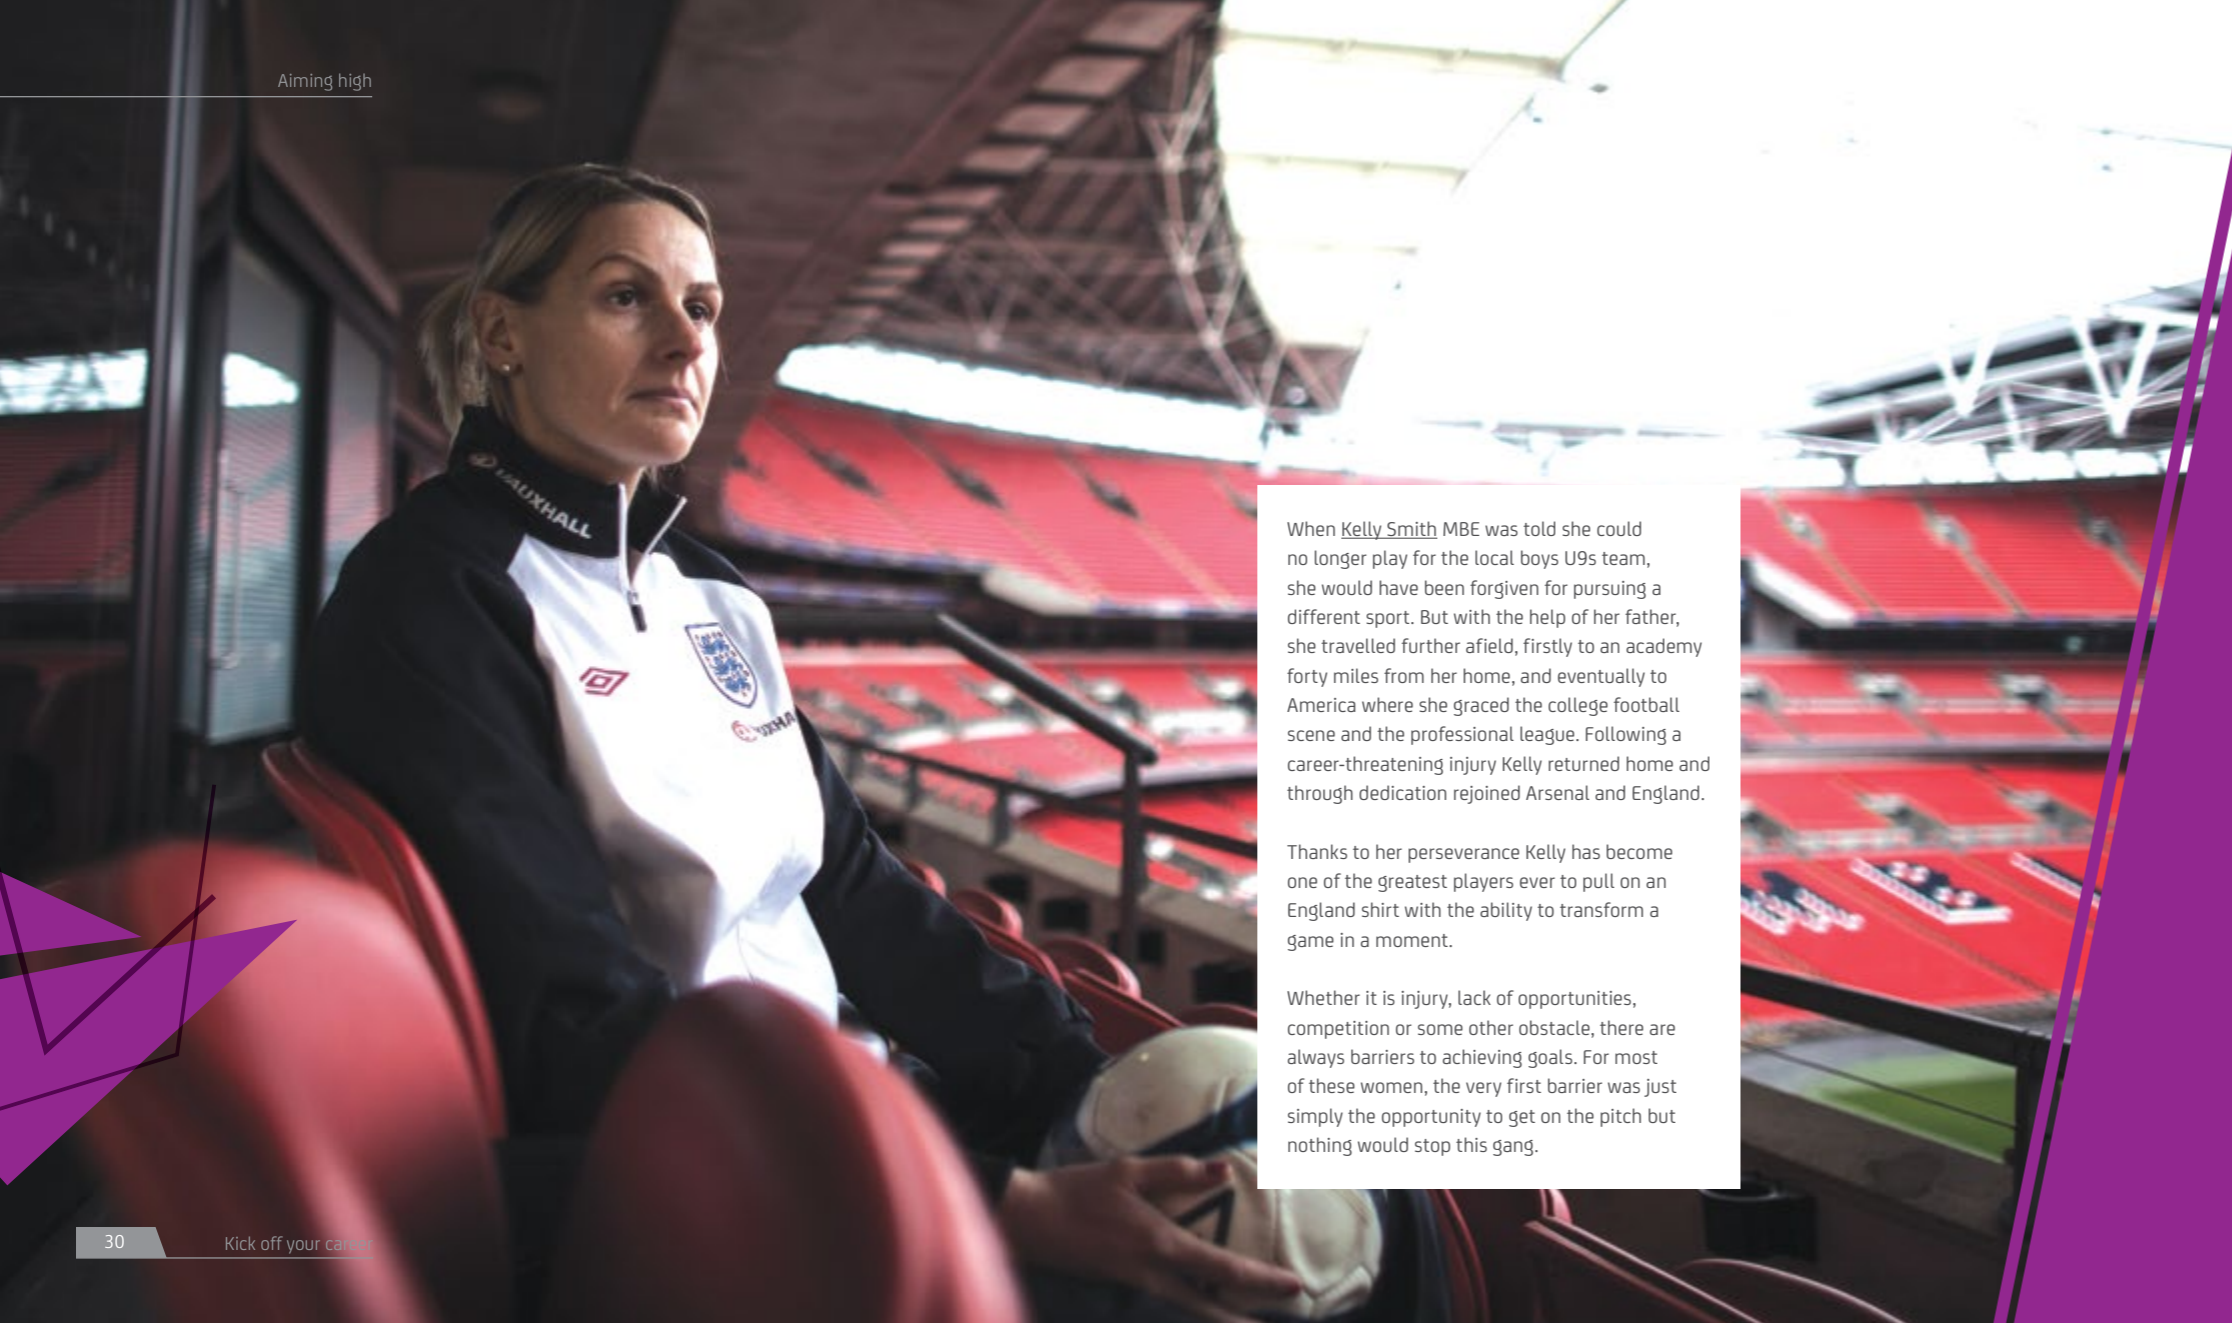 Aiming high
VAUXHALL
When Kelly Smith MBE was told she could
no longer play for the local boys U9s team,
she would have been forgiven for pursuing a
different sport. But with the help of her father,
she travelled further afield, firstly to an academy
forty miles from her home, and eventually to
America where she graced the college football
scene and the professional league. Following a
career-threatening injury Kelly returned home and
through dedication rejoined Arsenal and England.
Thanks to her perseverance Kelly has become
one of the greatest players ever to pull on an
England shirt with the ability to transform a
game in a moment.
Whether it is injury, lack of opportunities,
competition or some other obstacle, there are
always barriers to achieving goals. For most
of these women, the very first barrier was just
simply the opportunity to get on the pitch but
nothing would stop this gang.
30
Kick off your career